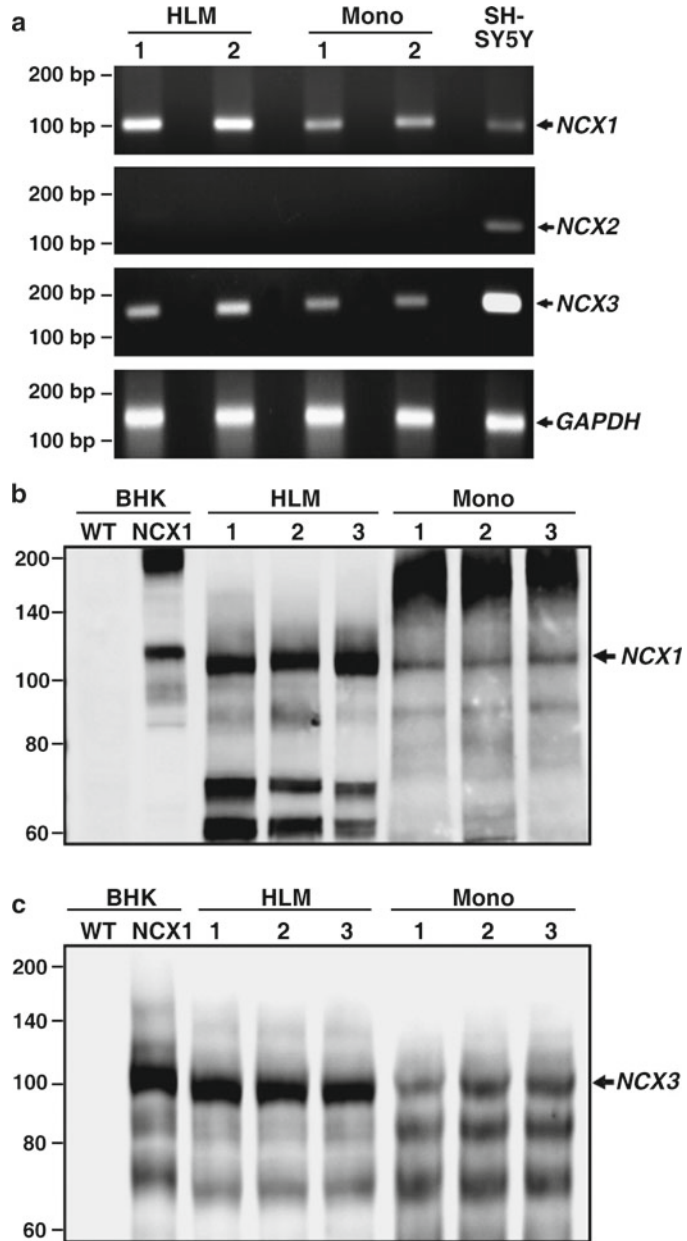 a
HLM Mono SH-SY5Y
1 2 1 2
200 bp
100 bp
NCX1
200 bp
100 bp
NCX2
200 bp
100 bp
NCX3
200 bp
100 bp
GAPDH
b
BHK HLM Mono
WT NCX1 1 2 3 1 2 3
200
140
100
80
60
NCX1
c
BHK HLM Mono
WT NCX1 1 2 3 1 2 3
200
140
100
80
60
NCX3